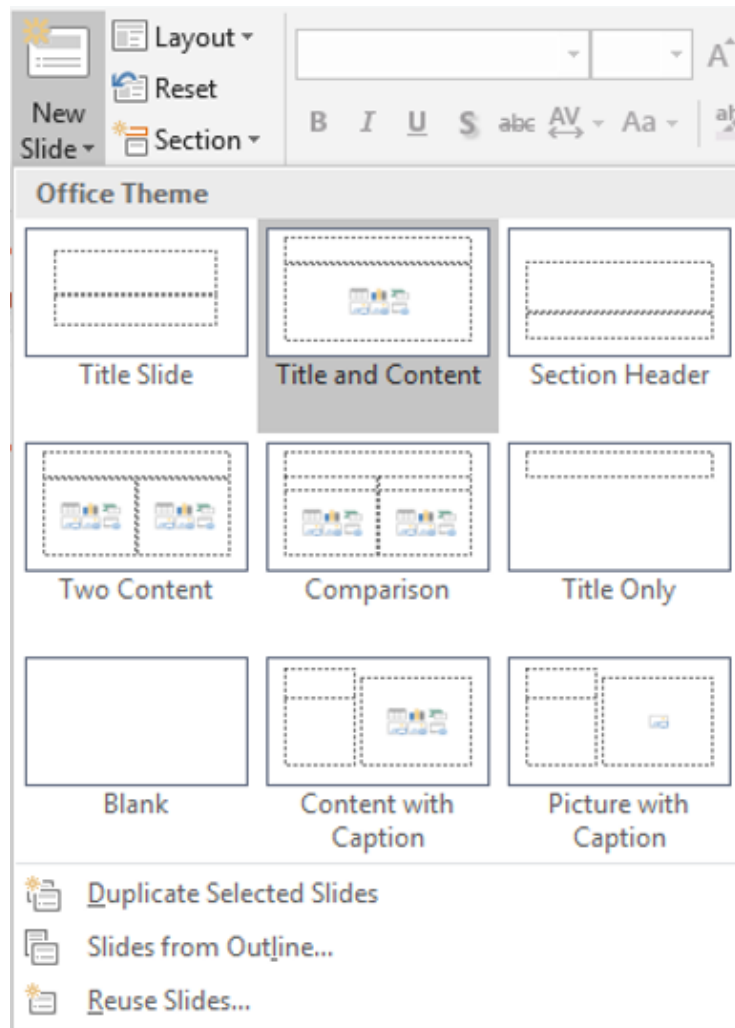 New
Slide
Layout
Reset
Section
B I U S abc AV Aa
A
Office Theme
Title Slide
Title and Content
Section Header
Two Content
Comparison
Title Only
Blank
Content with
Caption
Picture with
Caption
Duplicate Selected Slides
Slides from Outline...
Reuse Slides...